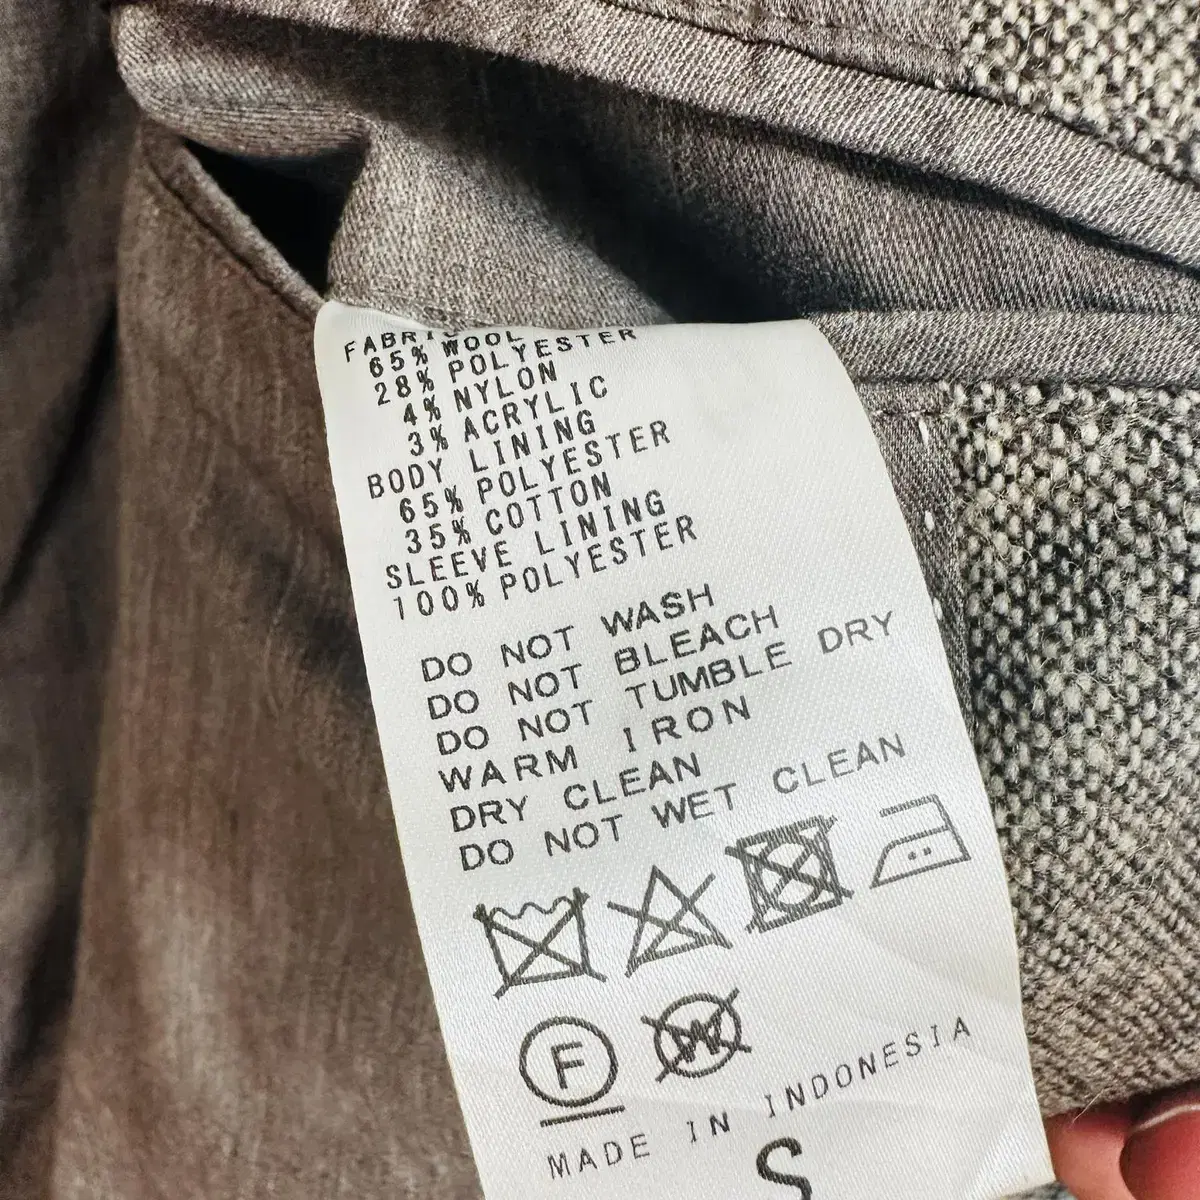 FABRIC
65% WOOL
28% POLYESTER
4% NYLON
3% ACRYLIC
BODY LINING
65% POLYESTER
35% COTTON
SLEEVE LINING
100% POLYESTER
DO NOT WASH
DO NOT BLEACH
DO NOT TUMBLE DRY
WARM IRON
DRY CLEAN
DO NOT WET CLEAN
F W
MADE IN INDONESIA
S